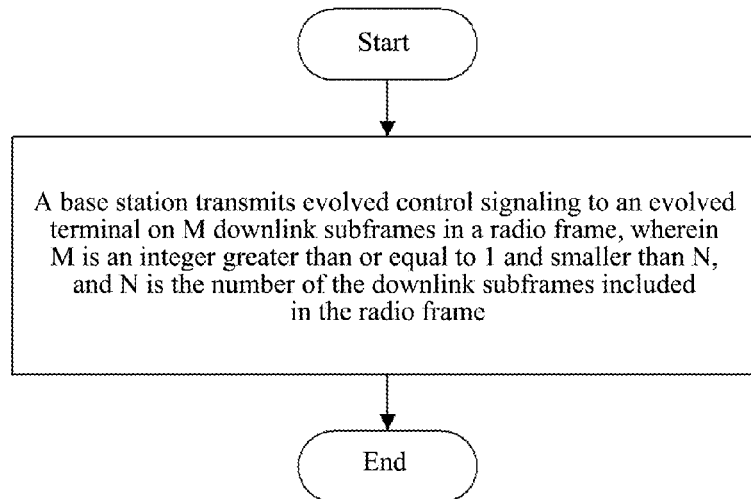 Start
A base station transmits evolved control signaling to an evolved
terminal on M downlink subframes in a radio frame, wherein
M is an integer greater than or equal to 1 and smaller than N,
and N is the number of the downlink subframes included
in the radio frame
End